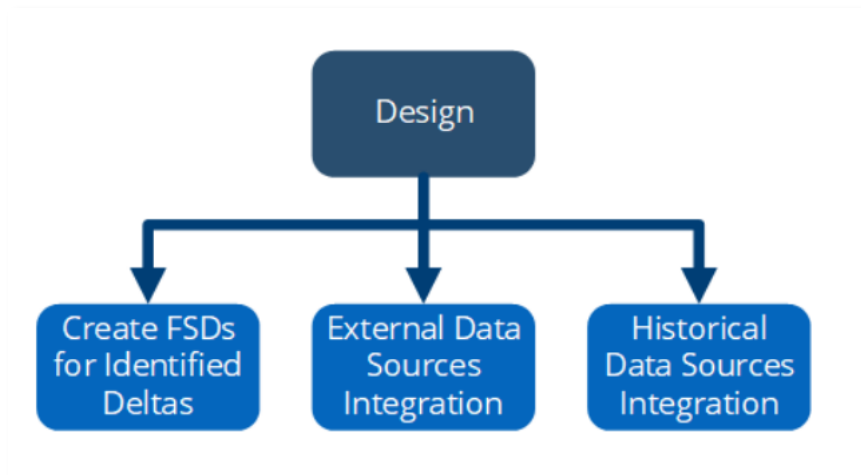 Design
Create FSDs
for Identified
Deltas
External Data
Sources
Integration
Historical
Data Sources
Integration